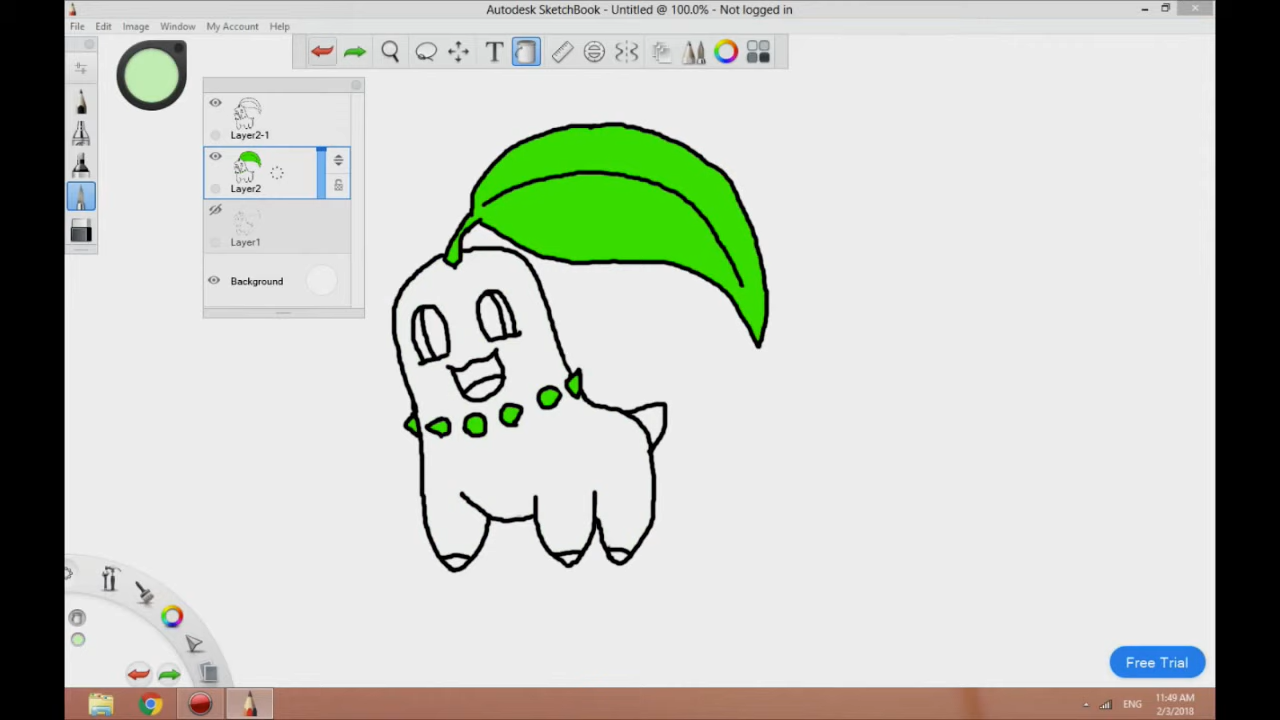 Autodesk SketchBook - Untitled @ 100.0% - Not logged in
File Edit Image Window My Account Help
T
Layer2-1
Layer2
Layer1
Background
Free Trial
ENG
11:49 AM
2/3/2018